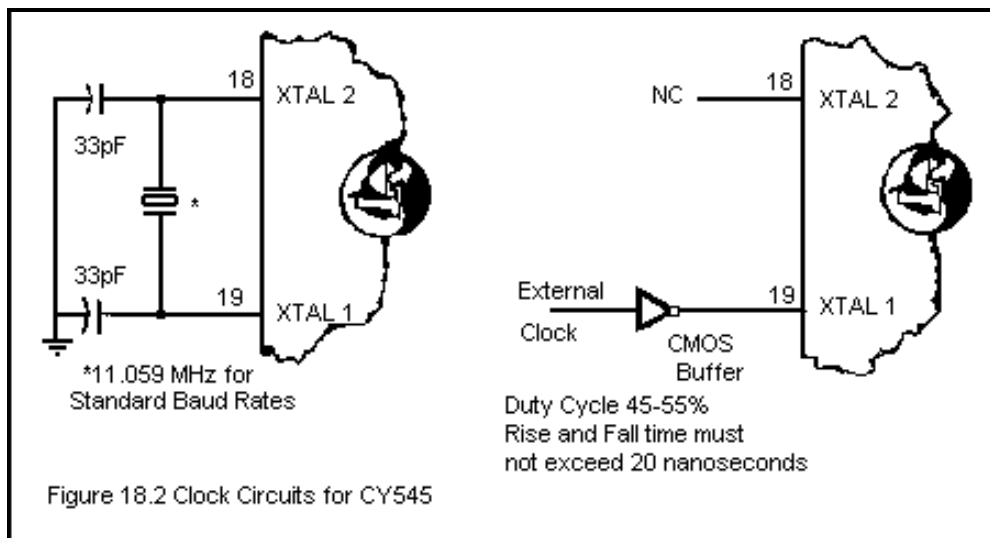 18
XTAL 2
33pF
*
33pF
19
XTAL 1
*11.059 MHz for
Standard Baud Rates
NC
18
XTAL 2
External
Clock
19
XTAL 1
CMOS
Buffer
Duty Cycle 45-55%
Rise and Fall time must
not exceed 20 nanoseconds
Figure 18.2 Clock Circuits for CY545